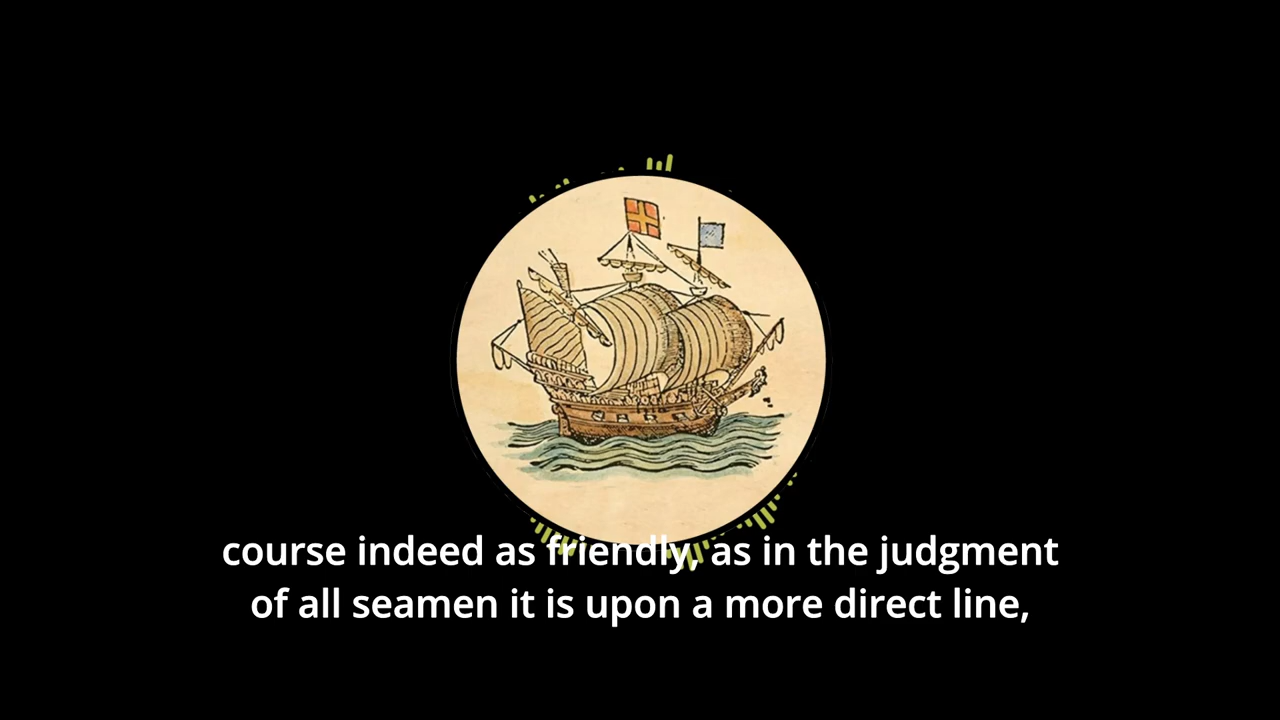 course indeed as friendly, as in the judgment
of all seamen it is upon a more direct line,